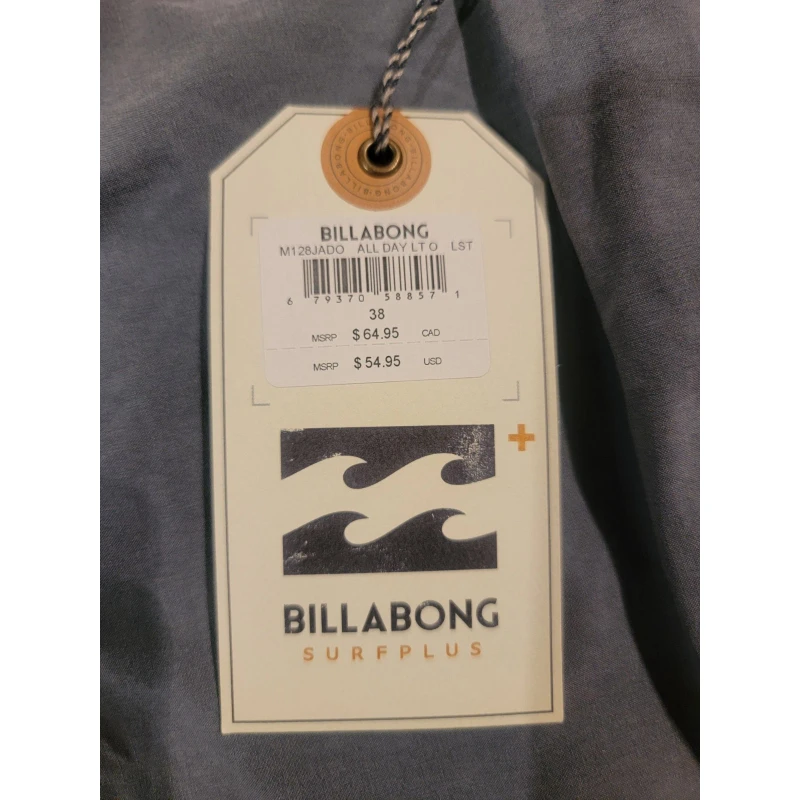 BILLABONG
M128JADO ALL DAY LT O LST
6 79370 58857 1
38
MSRP $64.95 CAD
MSRP $54.95 USD
BILLABONG
SURFPLUS